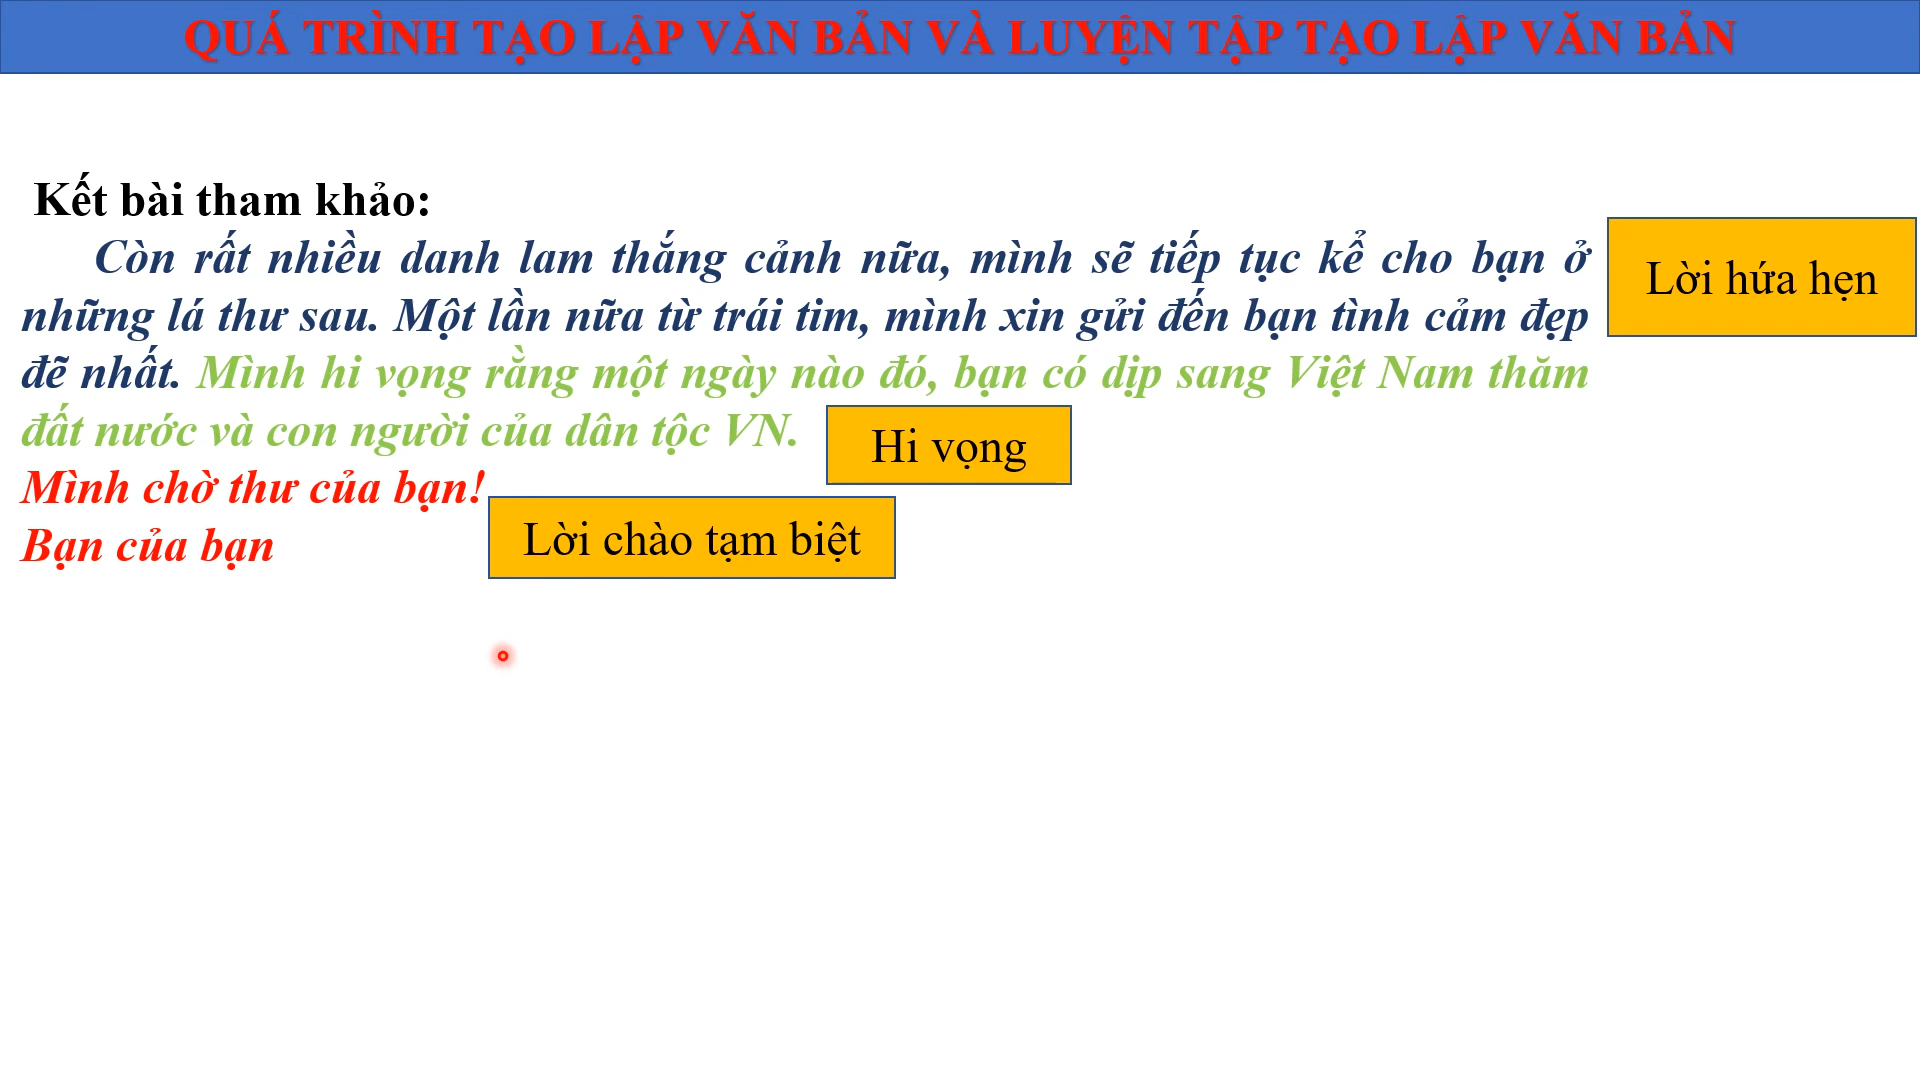 QUÁ TRÌNH TẠO LẬP VĂN BẢN VÀ LUYỆN TẬP TẠO LẬP VĂN BẢN
Kết bài tham khảo:
Còn rất nhiều danh lam thắng cảnh nữa, mình sẽ tiếp tục kể cho bạn ở
những lá thư sau. Một lần nữa từ trái tim, mình xin gửi đến bạn tình cảm đẹp
đẽ nhất. Mình hi vọng rằng một ngày nào đó, bạn có dịp sang Việt Nam thăm
đất nước và con người của dân tộc VN.
Mình chờ thư của bạn!
Bạn của bạn
Lời hứa hẹn
Hi vọng
Lời chào tạm biệt